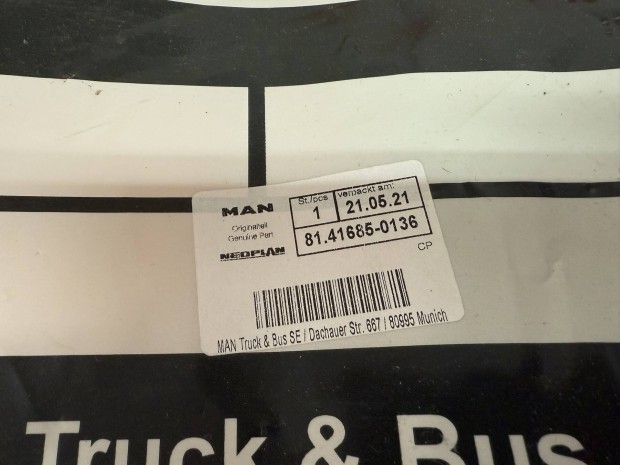 MAN
Originalteil
Genuine Part
NEOPLAN
St./pcs
1
verpackt am:
21.05.21
81.41685-0136
CP
MAN Truck & Bus SE / Dachauer Str. 667 / 80995 Munich
Truck & Bus